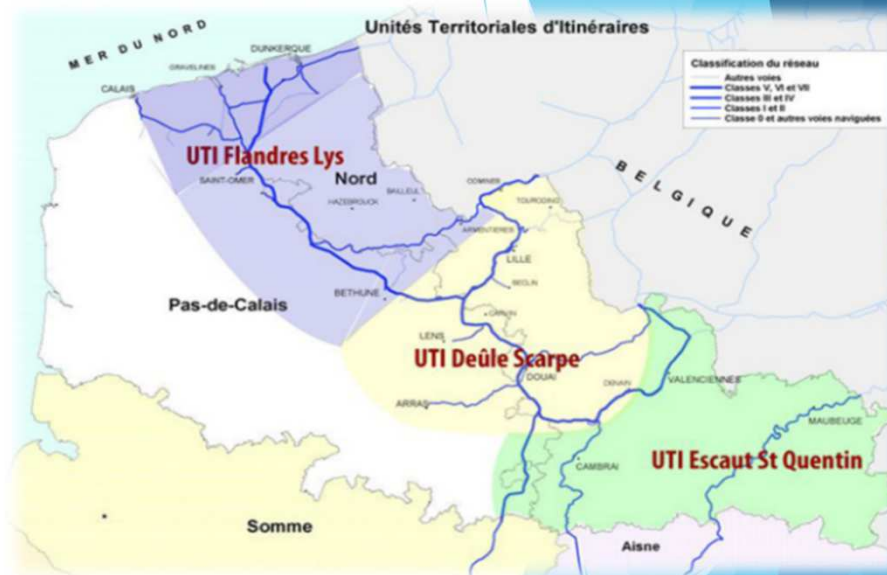 Unités Territoriales d'Itinéraires
MER DU NORD
DUNKERQUE
GRAVELINES
CALAIS
Classification du réseau
Autres voies
Classes V, VI et VII
Classes III et IV
Classes I et II
Classe 0 et autres voies naviguées
UTI Flandres Lys
SAINT-OMER
Nord
BAILLEUL
HAZEBROUCK
COMINES
TOURCOING
BELGIQUE
ARMENTIERES
LILLE
SECLIN
BETHUNE
Pas-de-Calais
CARVIN
LENS
UTI Deûle Scarpe
DOUAI
DENAIN
VALENCIENNES
ARRAS
MAUBEUGE
CAMBRAI
UTI Escaut St Quentin
Somme
Aisne